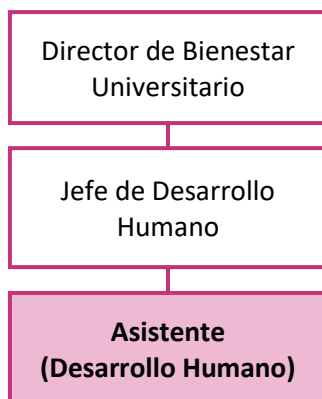 Director de Bienestar
Universitario
Jefe de Desarrollo
Humano
Asistente
(Desarrollo Humano)